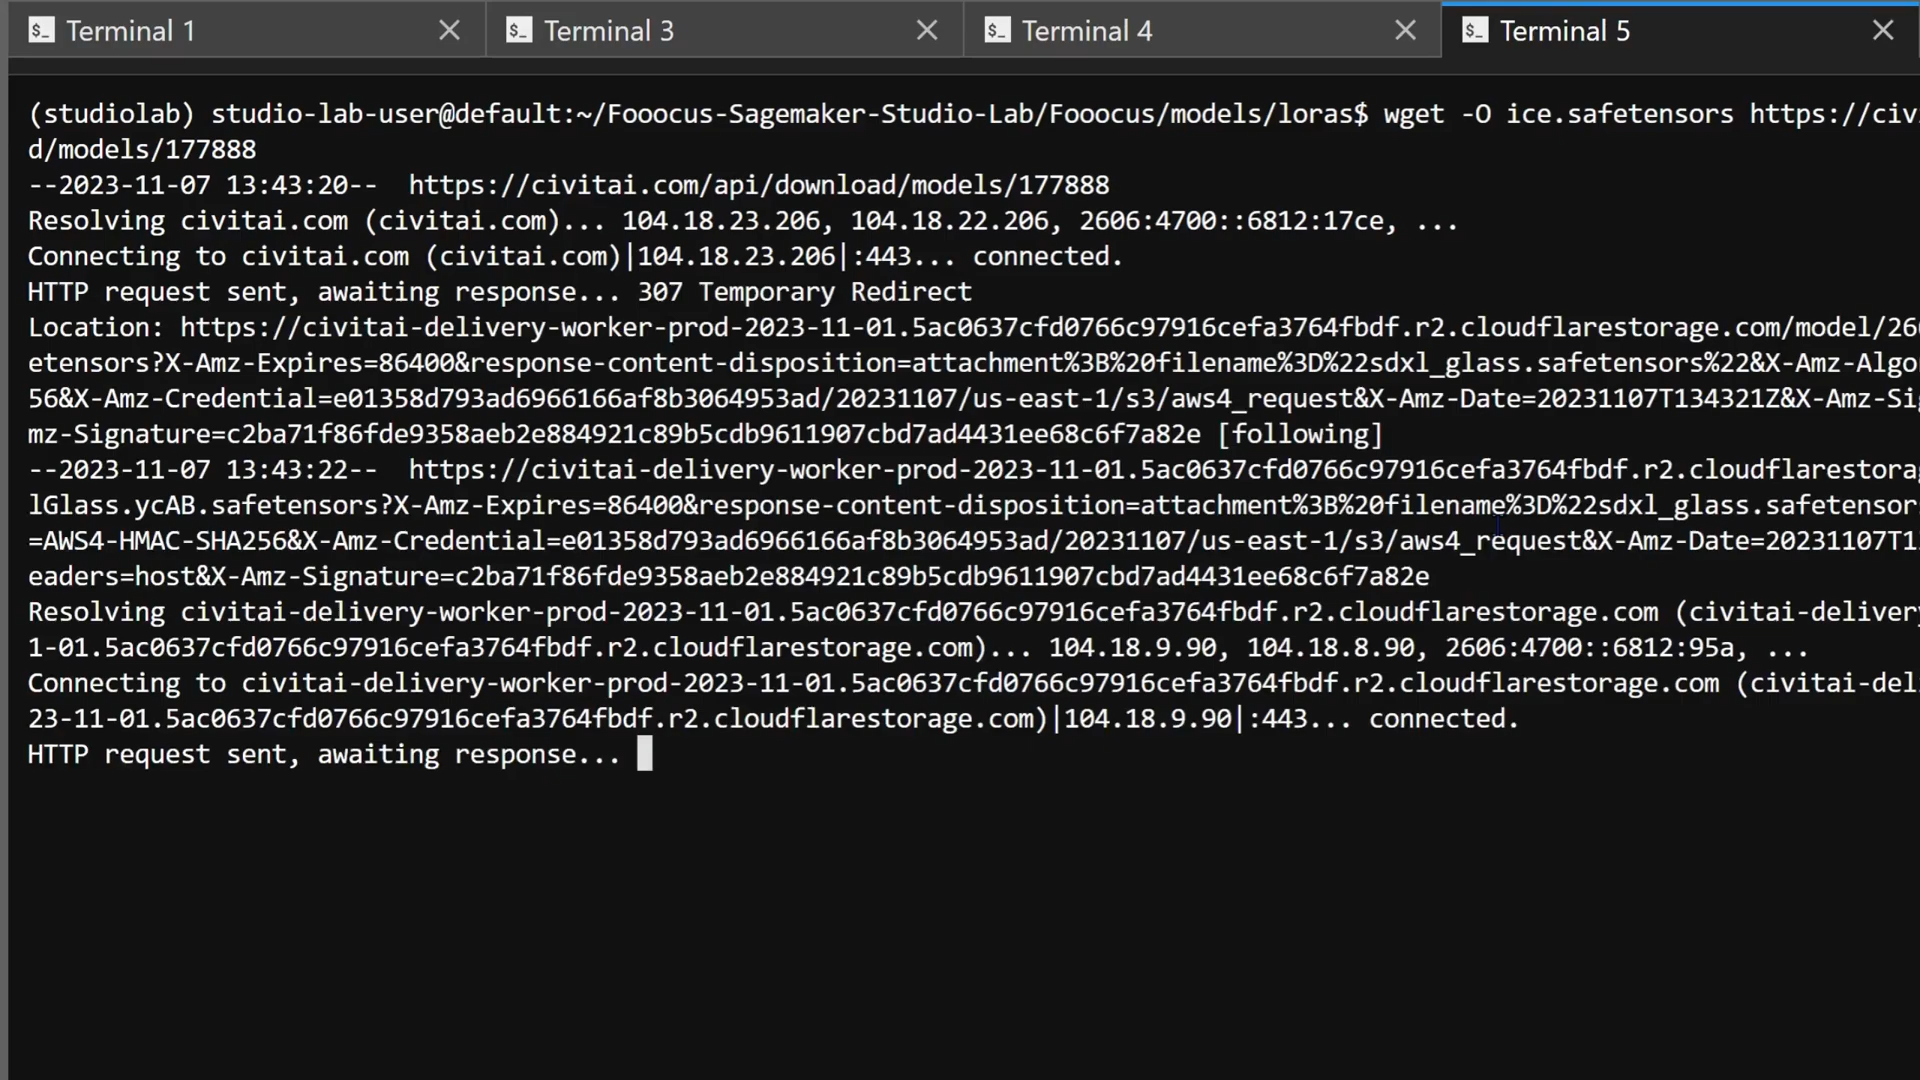 Terminal 1
Terminal 3
Terminal 4
Terminal 5
(studiolab) studio-lab-user@default:~/Fooocus-Sagemaker-Studio-Lab/Fooocus/models/loras$ wget -O ice.safetensors https://civ
d/models/177888
--2023-11-07 13:43:20--  https://civitai.com/api/download/models/177888
Resolving civitai.com (civitai.com)... 104.18.23.206, 104.18.22.206, 2606:4700::6812:17ce, ...
Connecting to civitai.com (civitai.com)|104.18.23.206|:443... connected.
HTTP request sent, awaiting response... 307 Temporary Redirect
Location: https://civitai-delivery-worker-prod-2023-11-01.5ac0637cfd0766c97916cefa3764fbdf.r2.cloudflarestorage.com/model/26
etensors?X-Amz-Expires=86400&response-content-disposition=attachment%3B%20filename%3D%22sdxl_glass.safetensors%22&X-Amz-Algo
56&X-Amz-Credential=e01358d793ad6966166af8b3064953ad/20231107/us-east-1/s3/aws4_request&X-Amz-Date=20231107T134321Z&X-Amz-Sig
mz-Signature=c2ba71f86fde9358aeb2e884921c89b5cdb9611907cbd7ad4431ee68c6f7a82e [following]
--2023-11-07 13:43:22--  https://civitai-delivery-worker-prod-2023-11-01.5ac0637cfd0766c97916cefa3764fbdf.r2.cloudflarestorag
lGlass.ycAB.safetensors?X-Amz-Expires=86400&response-content-disposition=attachment%3B%20filename%3D%22sdxl_glass.safetensor
=AWS4-HMAC-SHA256&X-Amz-Credential=e01358d793ad6966166af8b3064953ad/20231107/us-east-1/s3/aws4_request&X-Amz-Date=20231107T1
eaders=host&X-Amz-Signature=c2ba71f86fde9358aeb2e884921c89b5cdb9611907cbd7ad4431ee68c6f7a82e
Resolving civitai-delivery-worker-prod-2023-11-01.5ac0637cfd0766c97916cefa3764fbdf.r2.cloudflarestorage.com (civitai-delivery
1-01.5ac0637cfd0766c97916cefa3764fbdf.r2.cloudflarestorage.com)... 104.18.9.90, 104.18.8.90, 2606:4700::6812:95a, ...
Connecting to civitai-delivery-worker-prod-2023-11-01.5ac0637cfd0766c97916cefa3764fbdf.r2.cloudflarestorage.com (civitai-del
23-11-01.5ac0637cfd0766c97916cefa3764fbdf.r2.cloudflarestorage.com)|104.18.9.90|:443... connected.
HTTP request sent, awaiting response...